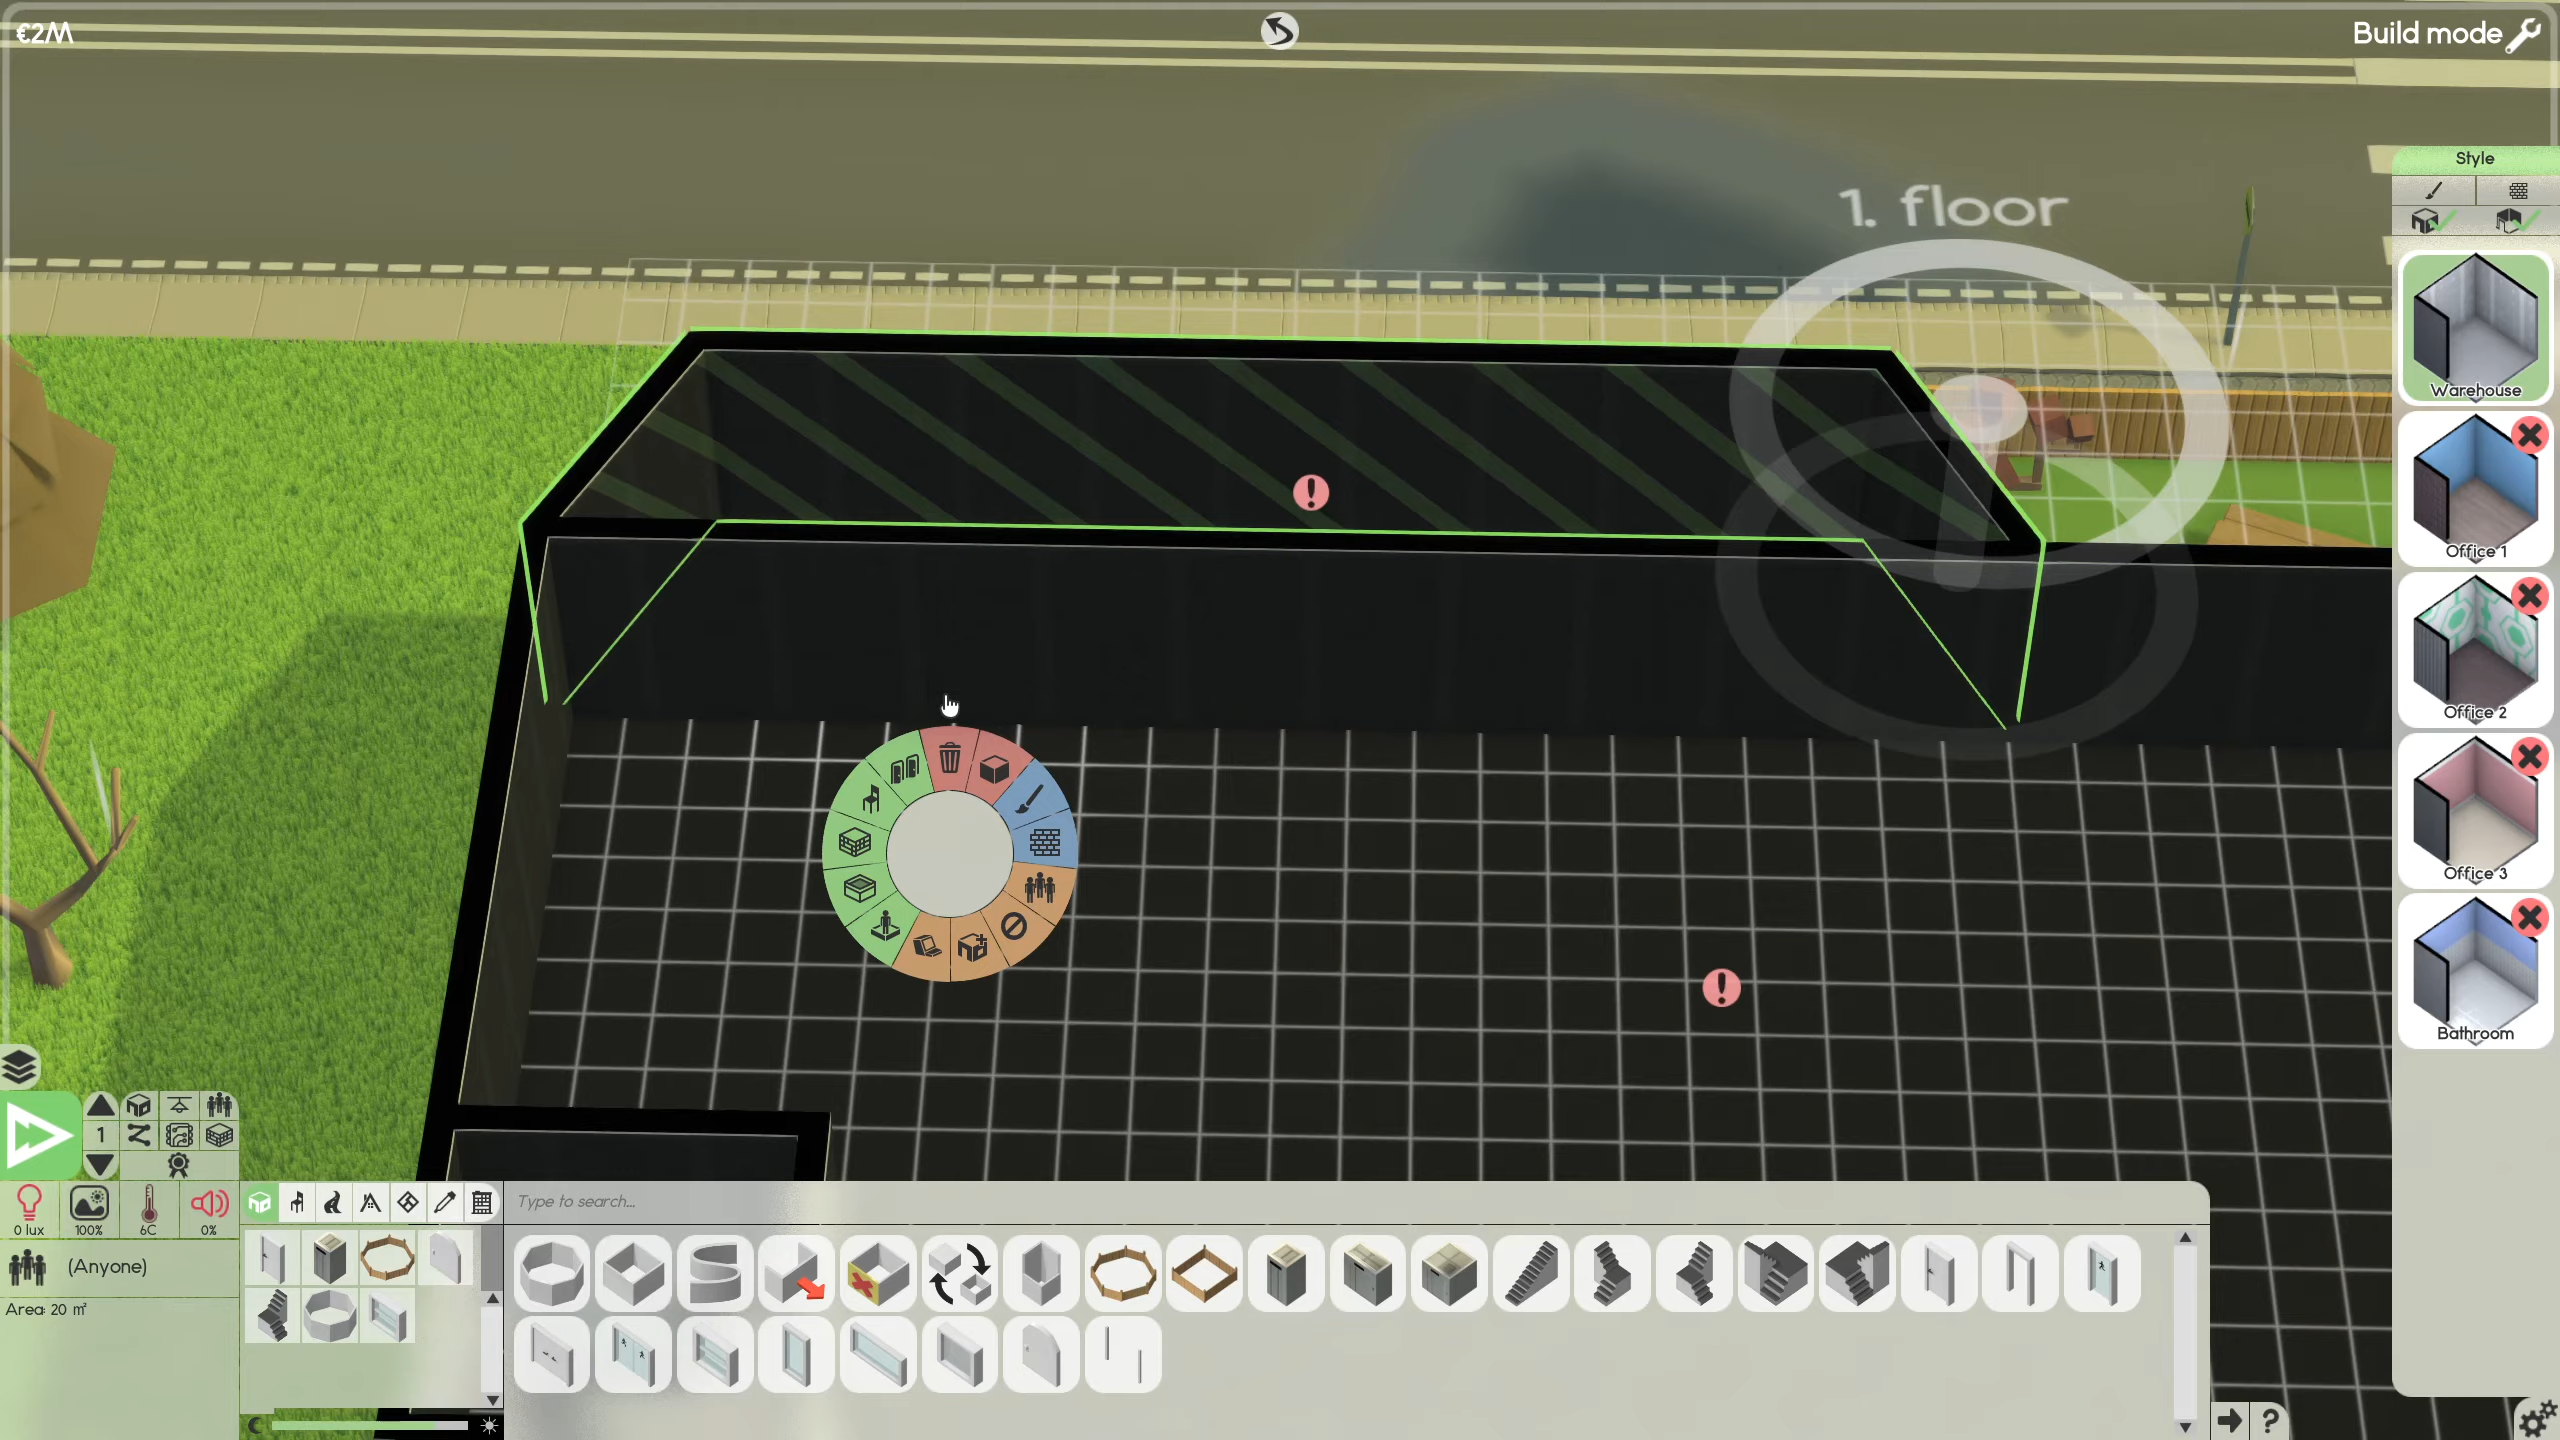 €2M
Build mode
1. floor
Style
Warehouse
Office 1
Office 2
Office 3
Bathroom
1
0 lux
100%
6C
0%
(Anyone)
Area: 20 m²
Type to search...
?